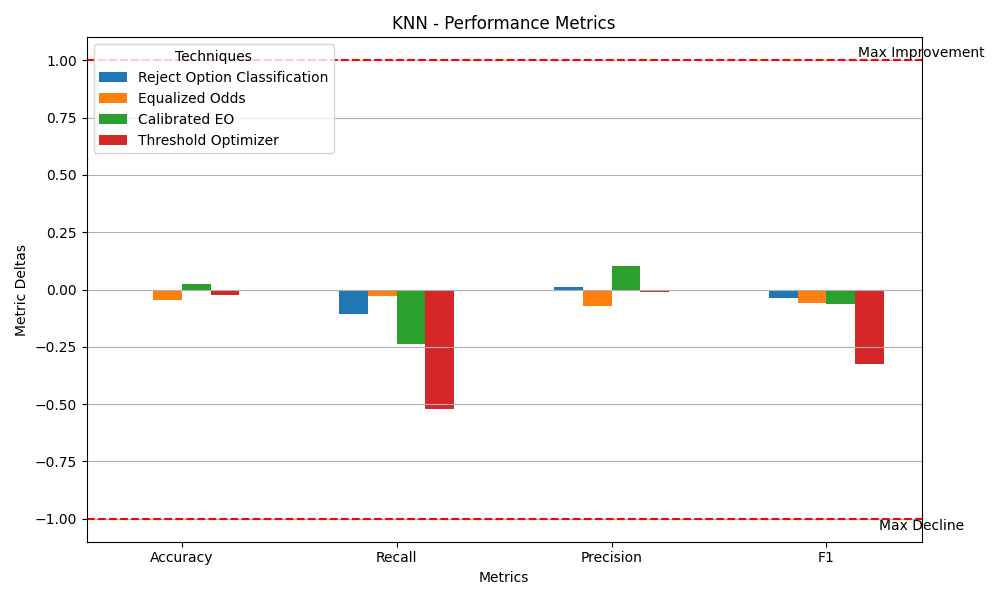 KNN - Performance Metrics
Max Improvement
Techniques
Reject Option Classification
Equalized Odds
Calibrated EO
Threshold Optimizer
1.00
0.75
0.50
0.25
0.00
−0.25
−0.50
−0.75
−1.00
Metric Deltas
Max Decline
Accuracy
Recall
Precision
F1
Metrics